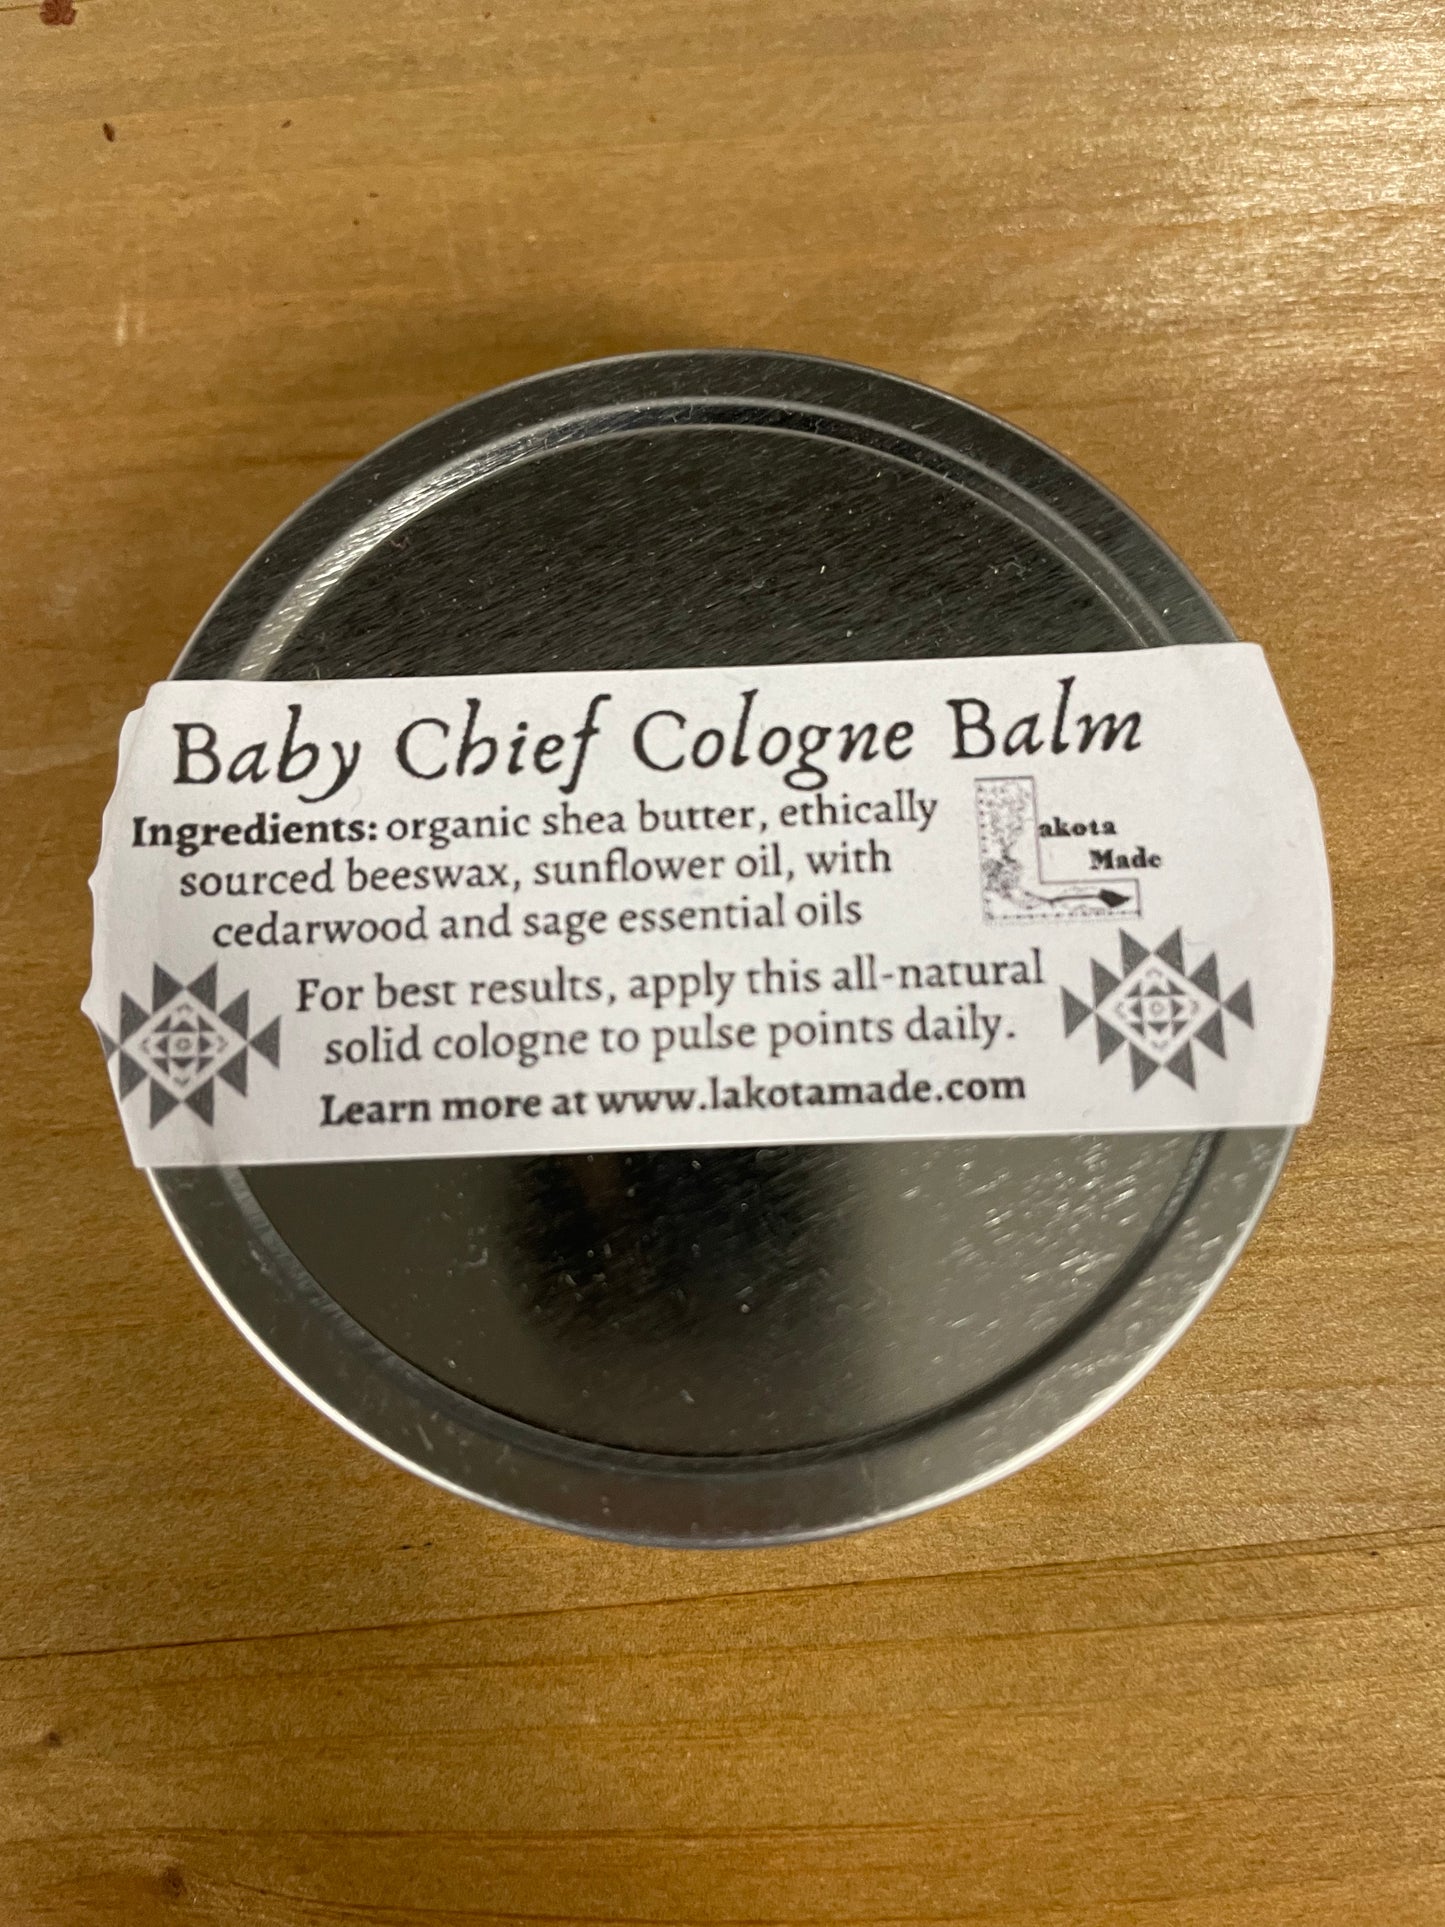 Baby Chief Cologne Balm
Ingredients: organic shea butter, ethically
sourced beeswax, sunflower oil, with
cedarwood and sage essential oils
Lakota
Made
For best results, apply this all-natural
solid cologne to pulse points daily.
Learn more at www.lakotamade.com